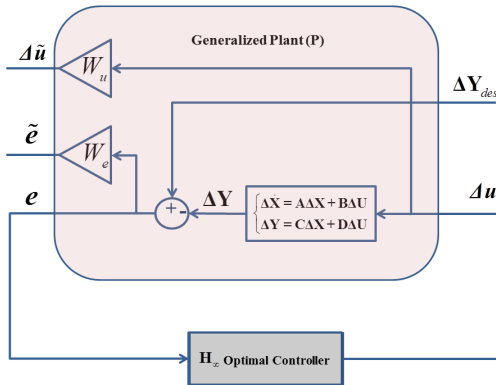 Generalized Plant (P)
Δũ
W_u
ΔY_des
ẽ
W_e
e
+
-
ΔY
ΔẊ = AΔX + BΔU
ΔY = CΔX + DΔU
Δu
H∞ Optimal Controller